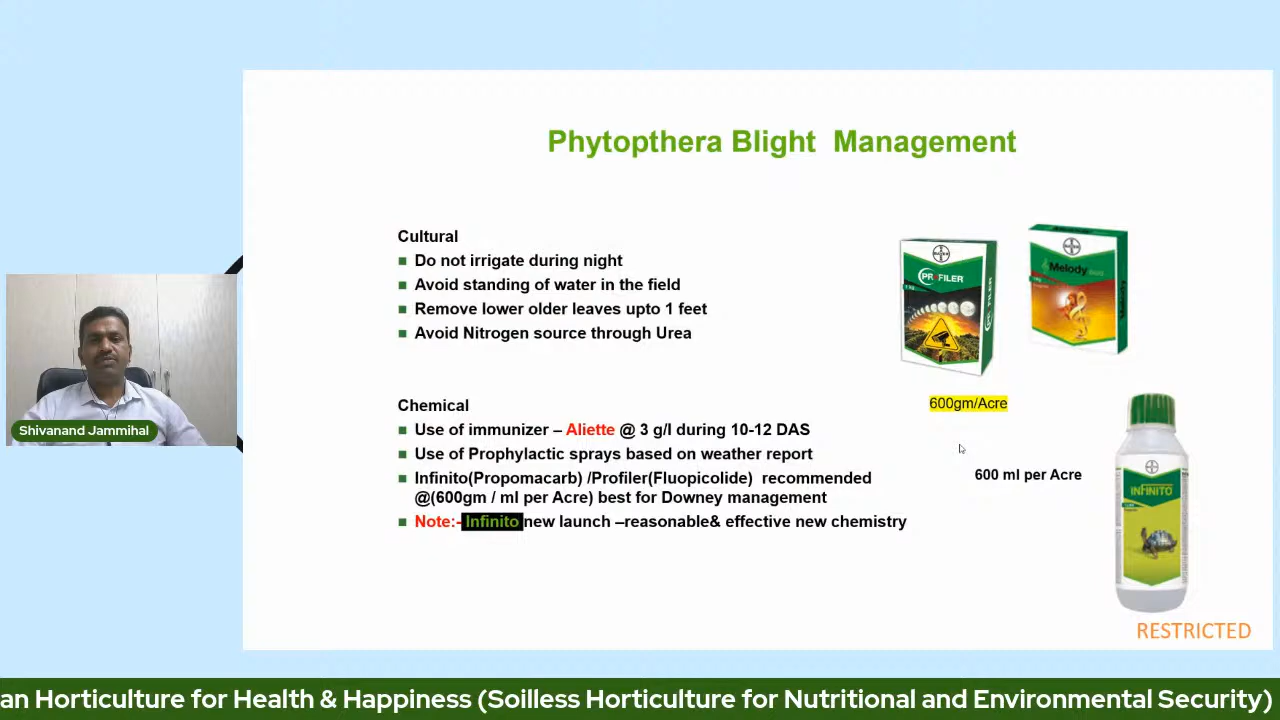 Phytopthera Blight Management
Cultural
Do not irrigate during night
Avoid standing of water in the field
Remove lower older leaves upto 1 feet
Avoid Nitrogen source through Urea
Chemical
Use of immunizer – Aliette @ 3 g/l during 10-12 DAS
Use of Prophylactic sprays based on weather report
Infinito(Propomacarb) /Profiler(Fluopicolide) recommended
@(600gm / ml per Acre) best for Downey management
Note:- Infinito new launch –reasonable& effective new chemistry
PROFILER
Melody
600gm/Acre
600 ml per Acre
INFINITO
RESTRICTED
Shivanand Jammihal
an Horticulture for Health & Happiness (Soilless Horticulture for Nutritional and Environmental Security)